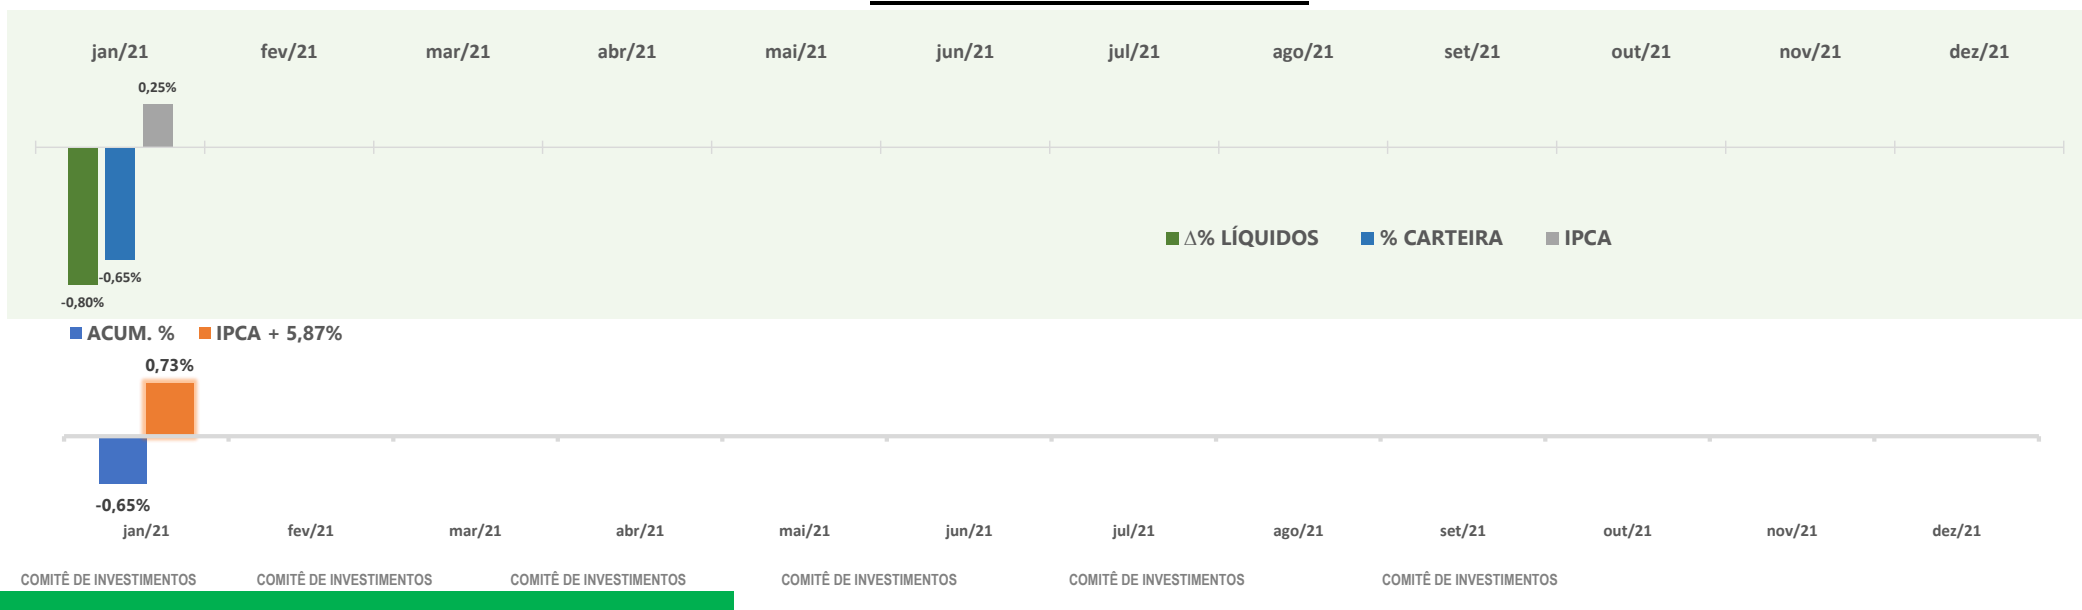 jan/21 fev/21 mar/21 abr/21 mai/21 jun/21 jul/21 ago/21 set/21 out/21 nov/21 dez/21
0,25%
-0,65%
-0,80%
Δ% LÍQUIDOS % CARTEIRA IPCA
ACUM. % IPCA + 5,87%
0,73%
-0,65%
jan/21 fev/21 mar/21 abr/21 mai/21 jun/21 jul/21 ago/21 set/21 out/21 nov/21 dez/21
COMITÊ DE INVESTIMENTOS COMITÊ DE INVESTIMENTOS COMITÊ DE INVESTIMENTOS COMITÊ DE INVESTIMENTOS COMITÊ DE INVESTIMENTOS COMITÊ DE INVESTIMENTOS